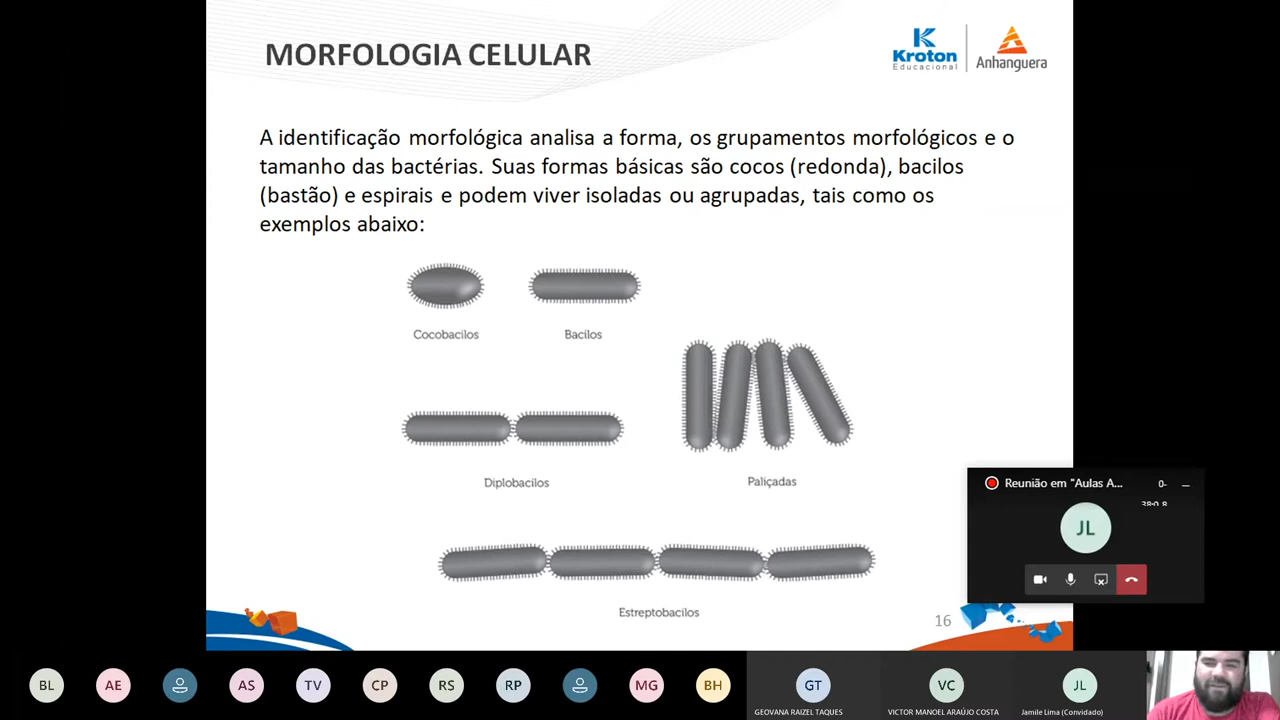 MORFOLOGIA CELULAR
Kroton
Educacional
Anhanguera
A identificação morfológica analisa a forma, os grupamentos morfológicos e o
tamanho das bactérias. Suas formas básicas são cocos (redonda), bacilos
(bastão) e espirais e podem viver isoladas ou agrupadas, tais como os
exemplos abaixo:
Cocobacilos
Bacilos
Diplobacilos
Paliçadas
Estreptobacilos
16
Reunião em "Aulas A...
0-
JL
BL
AE
AS
TV
CP
RS
RP
MG
BH
GT
GEOVANA RAIZEL TAQUES
VC
VICTOR MANOEL ARAÚJO COSTA
JL
Jamile Lima (Convidado)